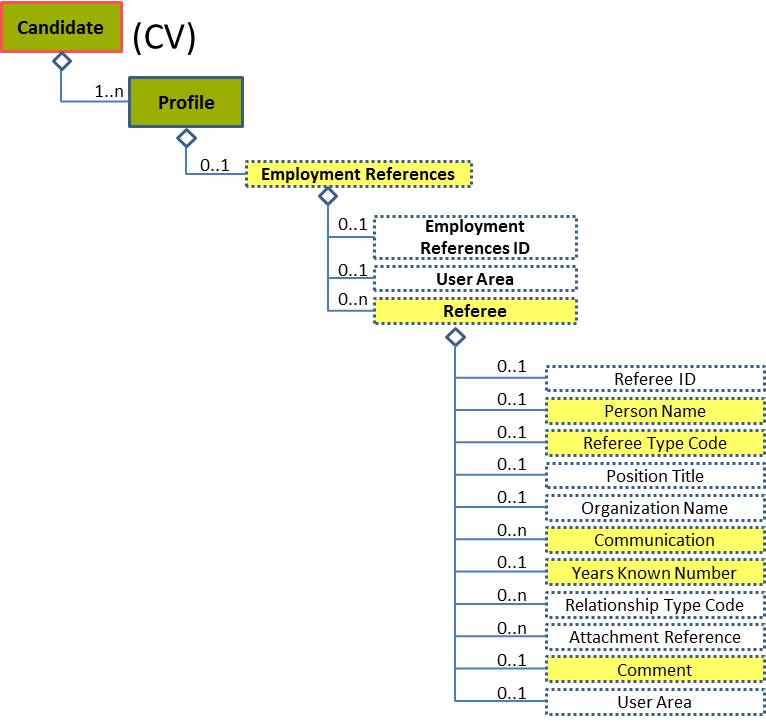 Candidate
(CV)
1..n
Profile
0..1
Employment References
0..1
Employment
References ID
0..1
User Area
0..n
Referee
0..1
Referee ID
0..1
Person Name
0..1
Referee Type Code
0..1
Position Title
0..1
Organization Name
0..n
Communication
0..1
Years Known Number
0..n
Relationship Type Code
0..n
Attachment Reference
0..1
Comment
0..1
User Area